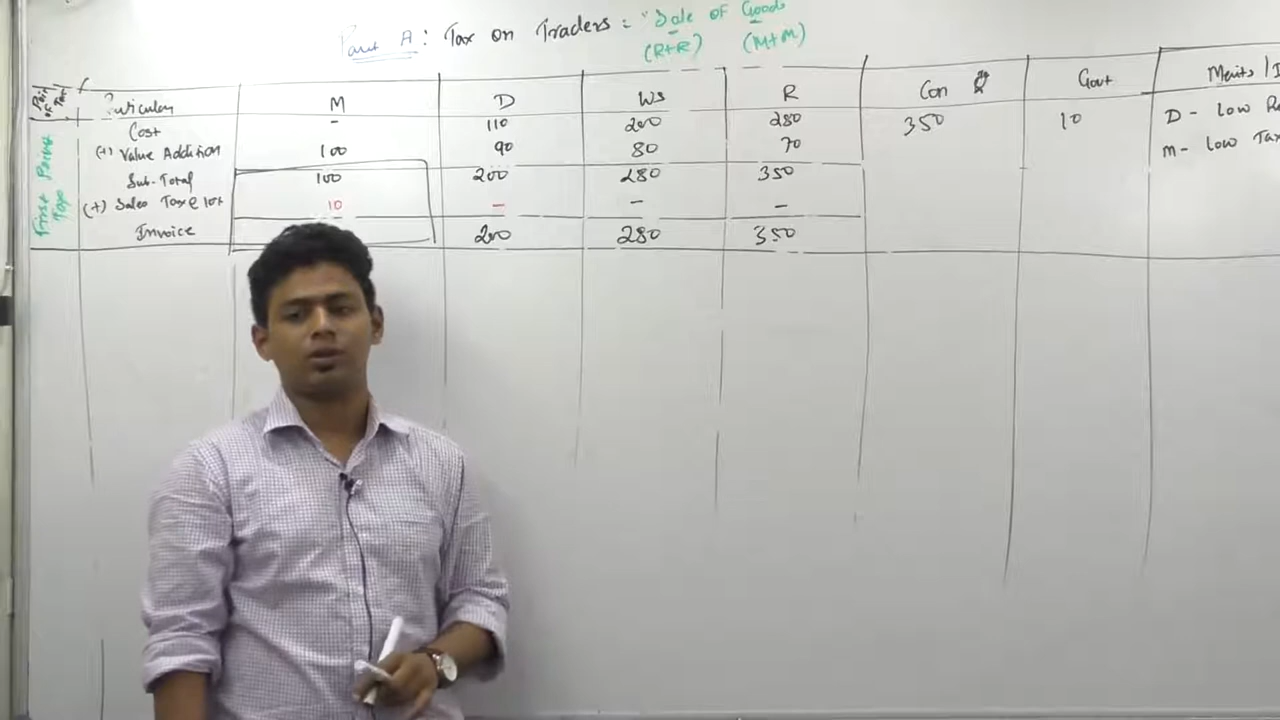 Part A: Tax on Traders = "Sale of Goods
(R+R) (M+M)
Particulars M D WS R Con Govt Merits / D
Cost - 110 200 280 350 10 D - Low Re
(+) Value Addition 100 90 80 70 M- Low Tax
Sub-Total 100 200 280 350
(+) Sales Tax @ 10% 10 - - -
Invoice 200 280 350
First Point
Tax